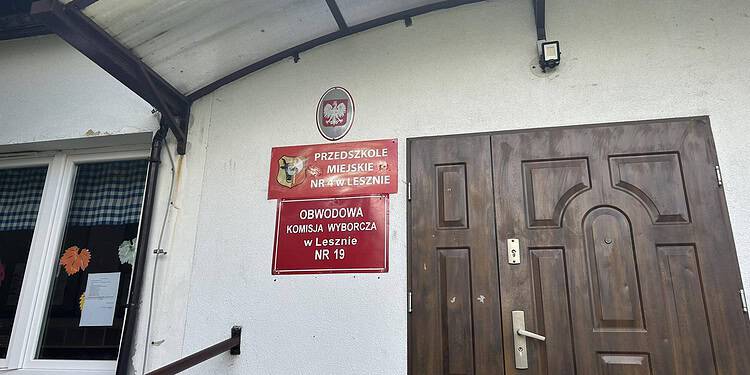 PRZEDSZKOLE
MIEJSKIE
NR 4 w LESZNIE
OBWODOWA
KOMISJA WYBORCZA
w Lesznie
NR 19